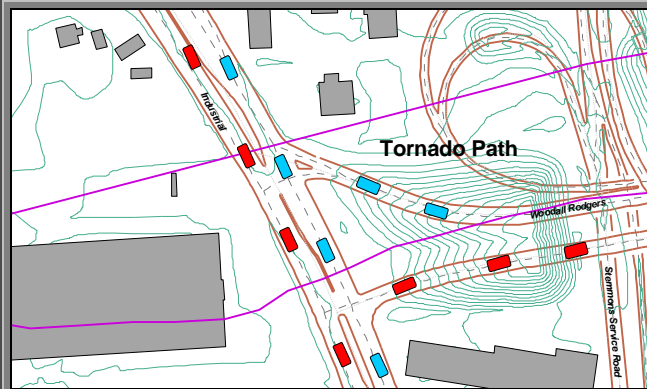 Industrial
Tornado Path
Woodall Rodgers
Stemmons Service Road